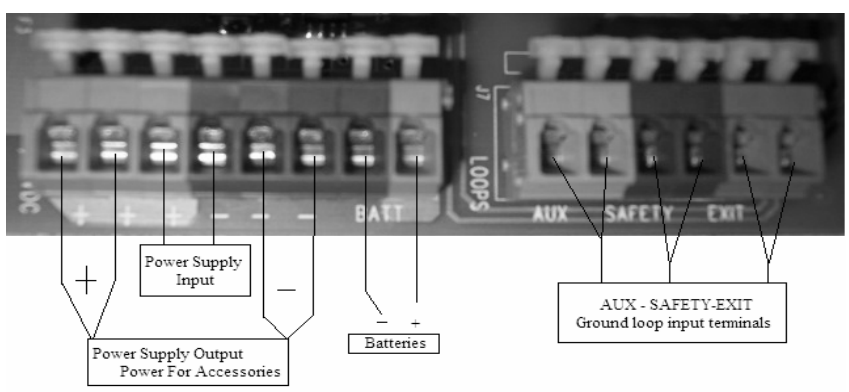 J7
LOOPS
+DC
+ + + - - - BATT
AUX SAFETY EXIT
+
Power Supply
Input
-
- +
Batteries
AUX - SAFETY-EXIT
Ground loop input terminals
Power Supply Output
Power For Accessories